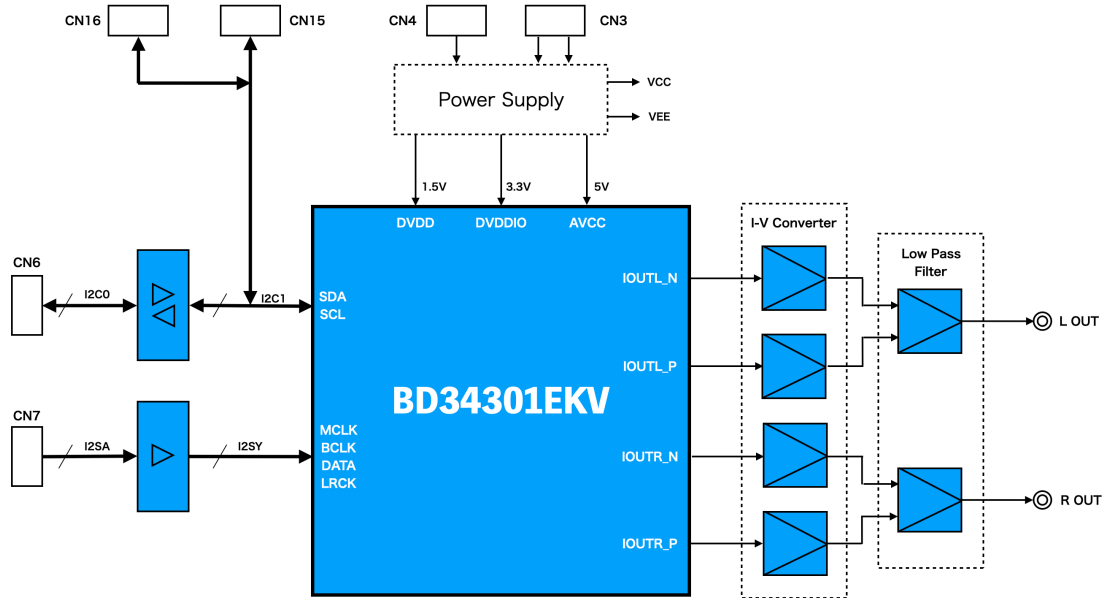 CN16
CN15
CN4
CN3
Power Supply
VCC
VEE
1.5V
3.3V
5V
DVDD
DVDDIO
AVCC
I-V Converter
Low Pass
Filter
CN6
I2C0
I2C1
SDA
SCL
IOUTL_N
L OUT
IOUTL_P
BD34301EKV
CN7
I2SA
I2SY
MCLK
BCLK
DATA
LRCK
IOUTR_N
R OUT
IOUTR_P